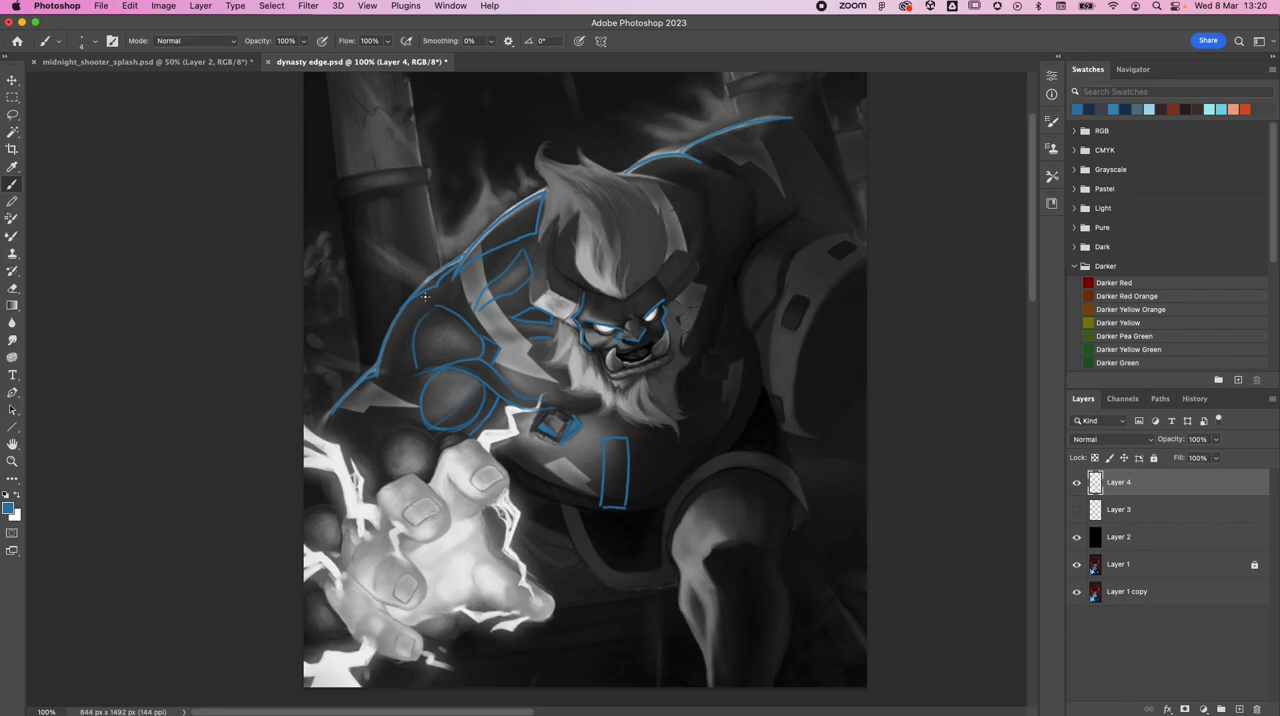 Photoshop File Edit Image Layer Type Select Filter 3D View Plugins Window Help zoom Wed 8 Mar 13:20
Adobe Photoshop 2023
4 Mode: Normal Opacity: 100% Flow: 100% Smoothing: 0% 0° Share
midnight_shooter_splash.psd @ 50% (Layer 2, RGB/8*) * dynasty edge.psd @ 100% (Layer 4, RGB/8*) *
Swatches Navigator
Search Swatches
RGB
CMYK
Grayscale
Pastel
Light
Pure
Dark
Darker
Darker Red
Darker Red Orange
Darker Yellow Orange
Darker Yellow
Darker Pea Green
Darker Yellow Green
Darker Green
Layers Channels Paths History
Kind
Normal Opacity: 100%
Lock: Fill: 100%
Layer 4
Layer 3
Layer 2
Layer 1
Layer 1 copy
fx
100% 844 px x 1492 px (144 ppi)